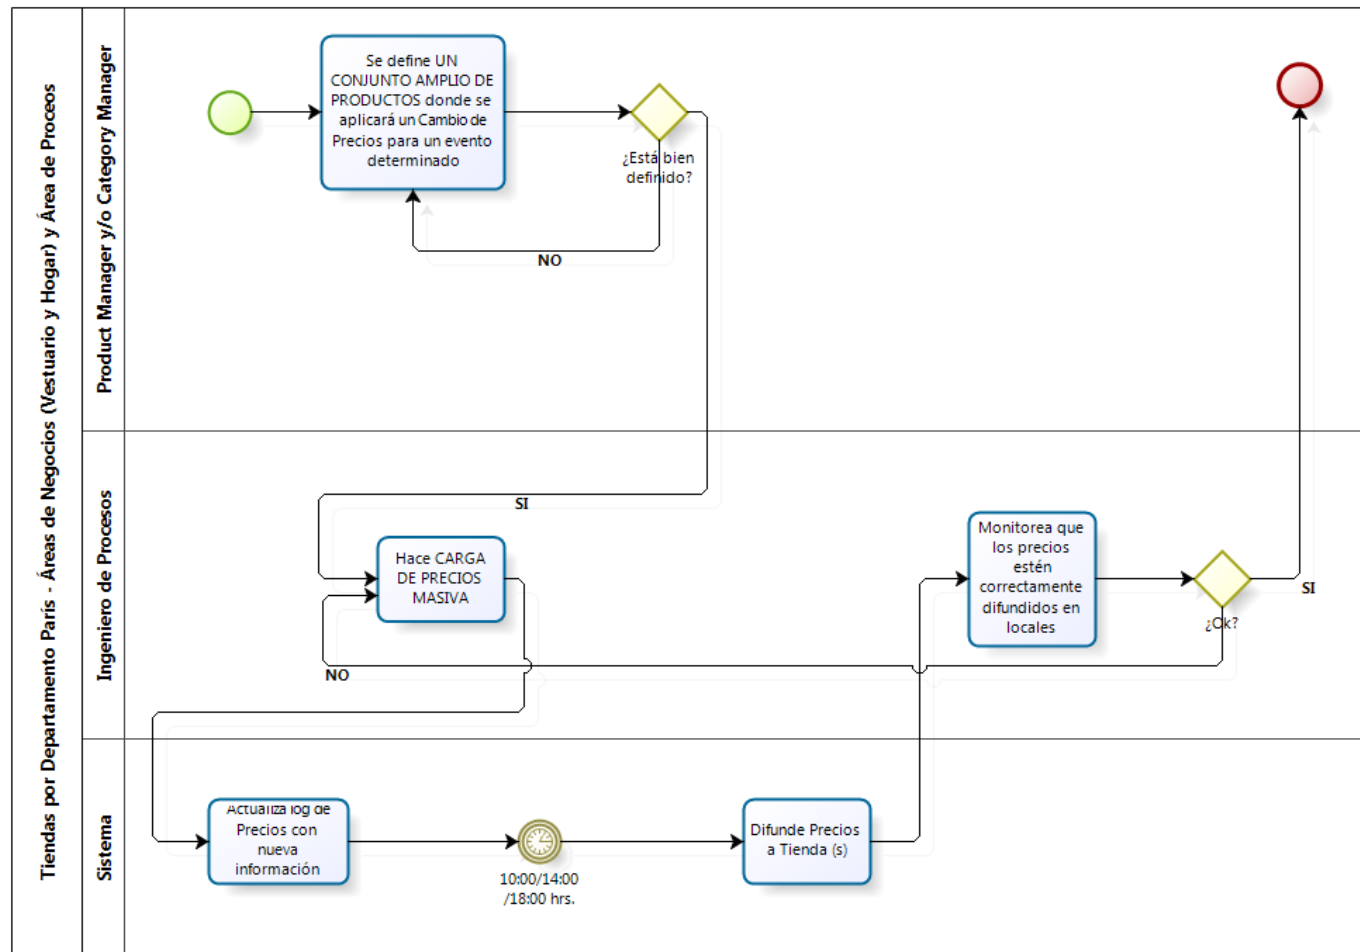 Tiendas por Departamento París - Áreas de Negocios (Vestuario y Hogar) y Área de Proceos
Product Manager y/o Category Manager
Se define UN
CONJUNTO AMPLIO DE
PRODUCTOS donde se
aplicará un Cambio de
Precios para un evento
determinado
¿Está bien
definido?
NO
Ingeniero de Procesos
SI
Hace CARGA
DE PRECIOS
MASIVA
Monitorea que
los precios
estén
correctamente
difundidos en
locales
¿Ok?
SI
NO
Sistema
Actualiza log de
Precios con
nueva
información
10:00/14:00
/18:00 hrs.
Difunde Precios
a Tienda (s)